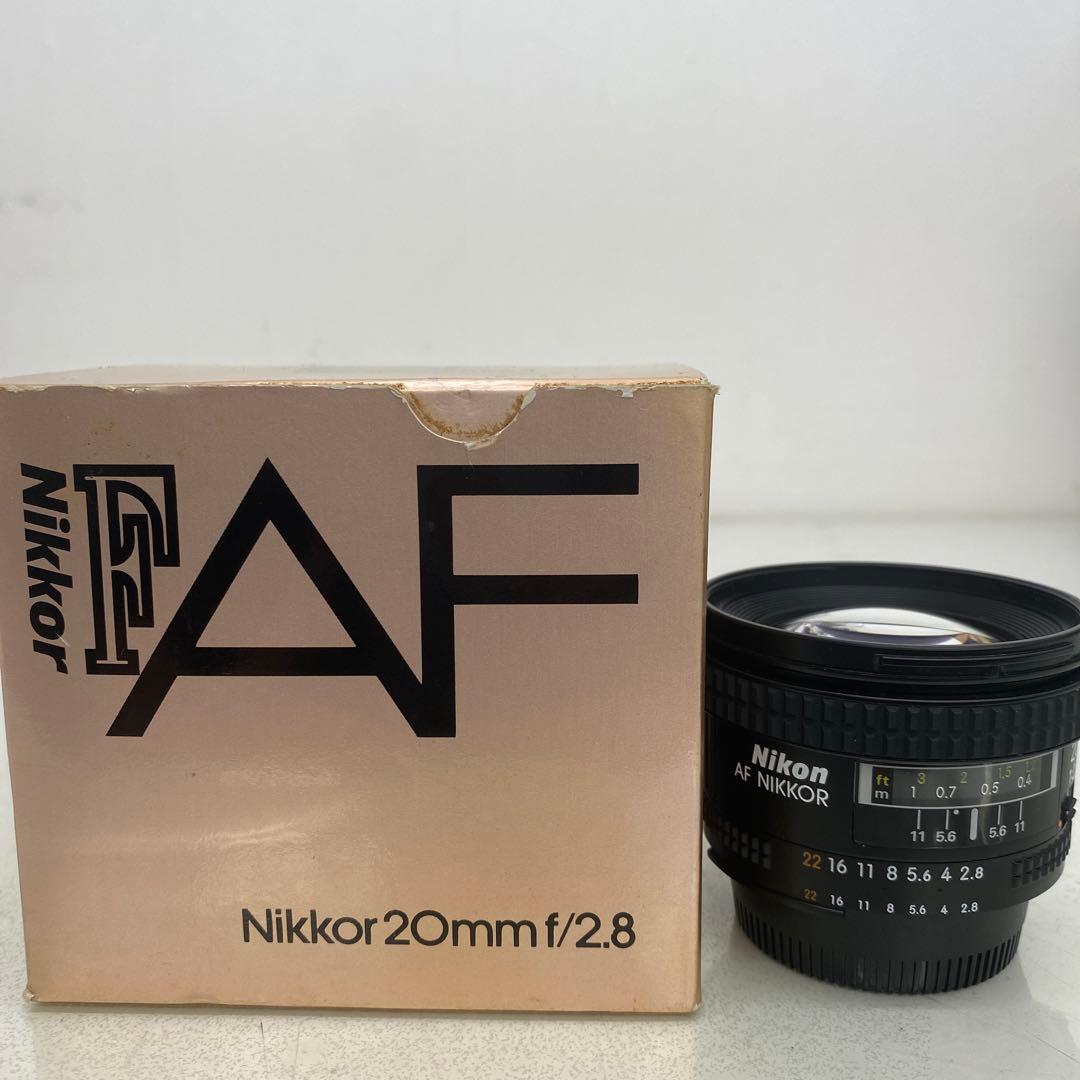 Nikkor
F AF
Nikkor 20mm f/2.8
Nikon
AF NIKKOR
ft 3 2 1.5
m 1 0.7 0.5 0.4
11 5.6 5.6 11
22 16 11 8 5.6 4 2.8
22 16 11 8 5.6 4 2.8